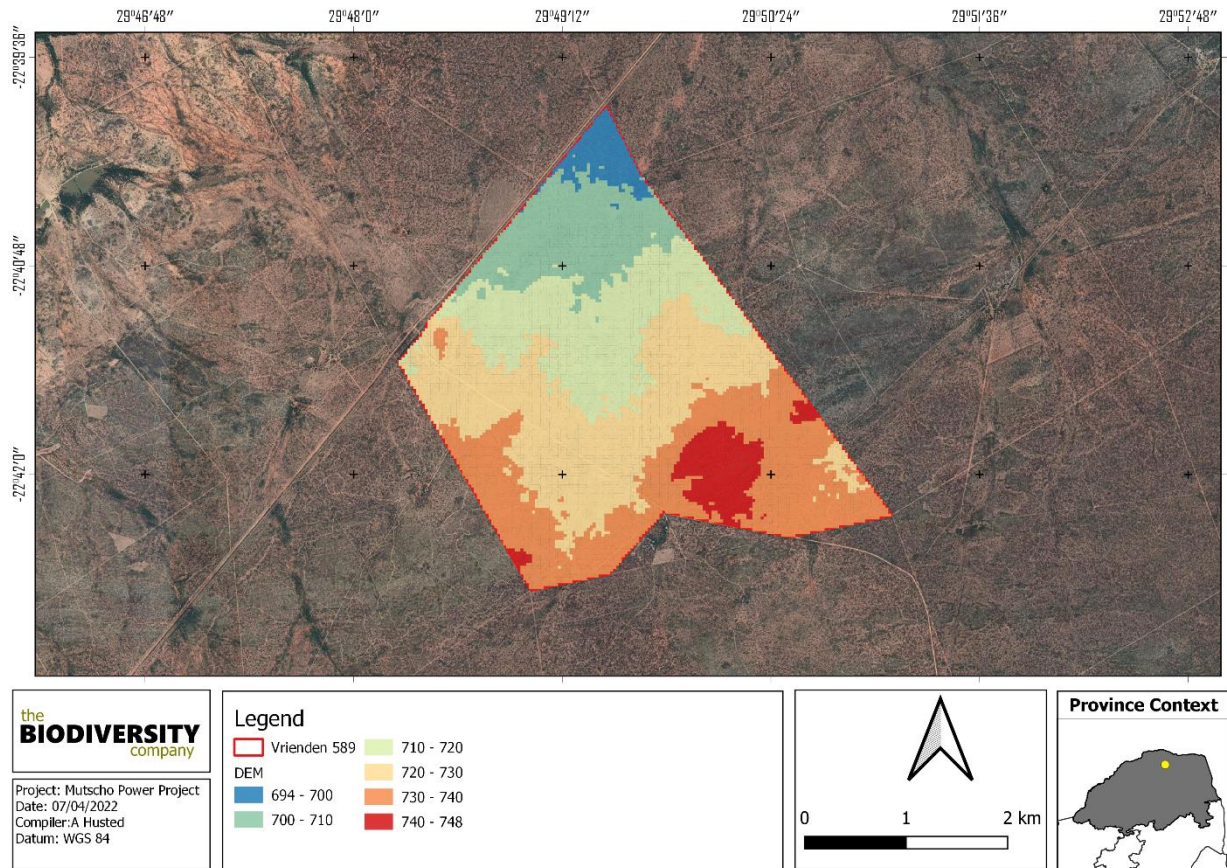 29°46'48'' 29°48'0'' 29°49'12'' 29°50'24'' 29°51'36'' 29°52'48''
-22°39'36''
-22°40'48''
-22°42'0''
the
BIODIVERSITY
company
Project: Mutscho Power Project
Date: 07/04/2022
Compiler:A Husted
Datum: WGS 84
Legend
Vrienden 589
DEM
694 - 700
700 - 710
710 - 720
720 - 730
730 - 740
740 - 748
0 1 2 km
Province Context